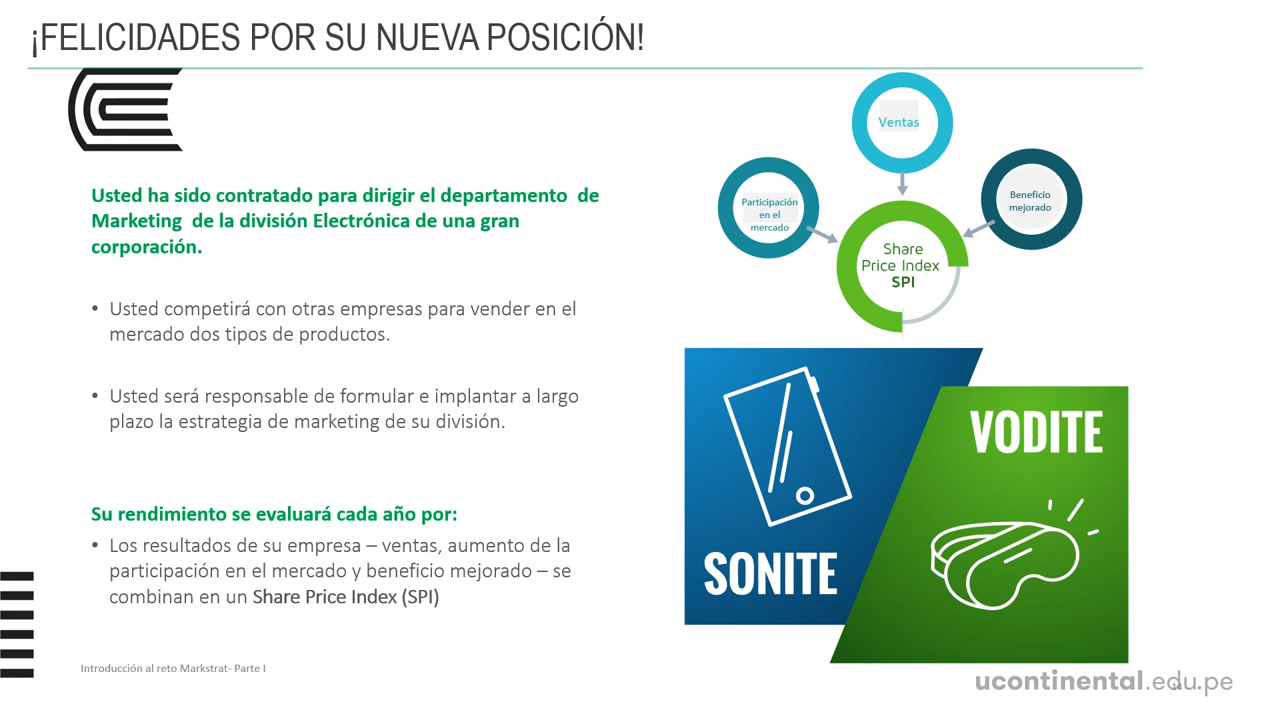 ¡FELICIDADES POR SU NUEVA POSICIÓN!
Usted ha sido contratado para dirigir el departamento de
Marketing de la división Electrónica de una gran
corporación.
• Usted competirá con otras empresas para vender en el
mercado dos tipos de productos.
• Usted será responsable de formular e implantar a largo
plazo la estrategia de marketing de su división.
Su rendimiento se evaluará cada año por:
• Los resultados de su empresa – ventas, aumento de la
participación en el mercado y beneficio mejorado – se
combinan en un Share Price Index (SPI)
Ventas
Participación
en el
mercado
Beneficio
mejorado
Share
Price Index
SPI
SONITE
VODITE
Introducción al reto Markstrat- Parte I
ucontinental.edu.pe